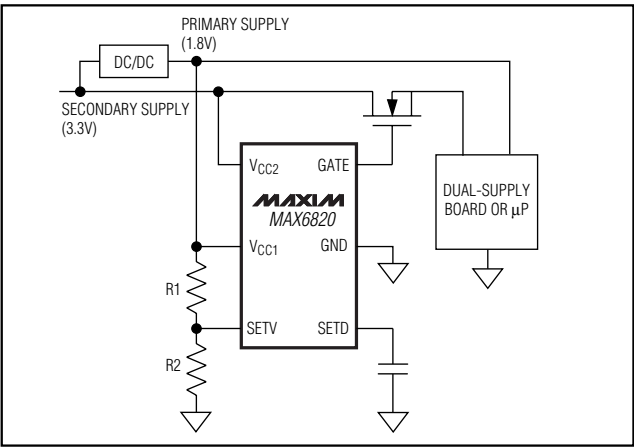 PRIMARY SUPPLY
(1.8V)
DC/DC
SECONDARY SUPPLY
(3.3V)
VCC2
GATE
MAXIM
MAX6820
DUAL-SUPPLY
BOARD OR µP
VCC1
GND
R1
SETV
SETD
R2